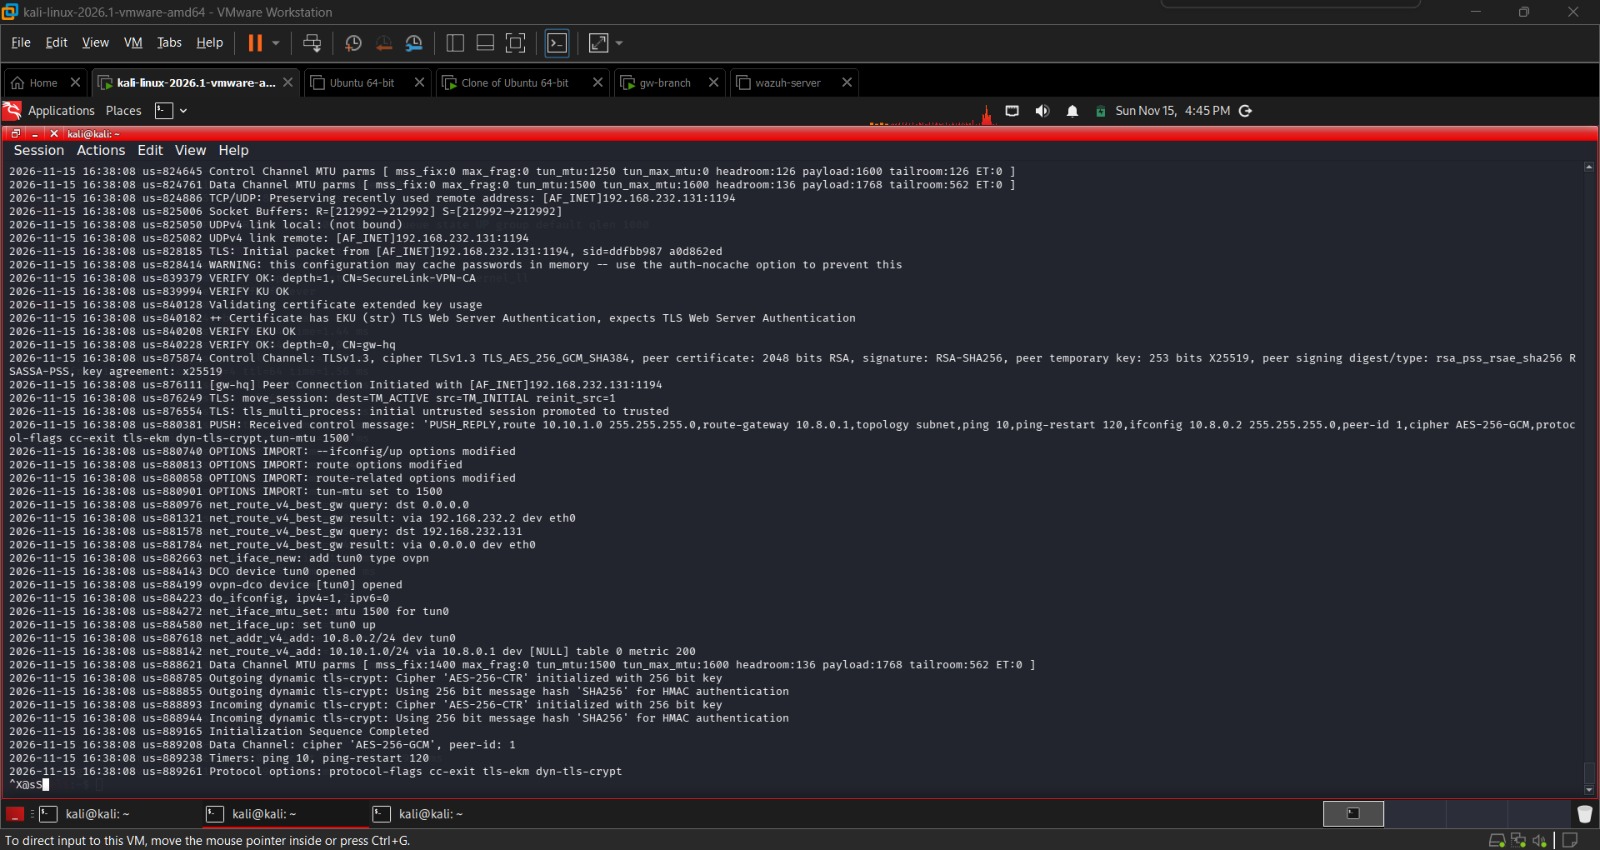 kali-linux-2026.1-vmware-amd64 - VMware Workstation
File Edit View VM Tabs Help
Home kali-linux-2026.1-vmware-a... Ubuntu 64-bit Clone of Ubuntu 64-bit gw-branch wazuh-server
Applications Places Sun Nov 15, 4:45 PM
kali@kali: ~
Session Actions Edit View Help
2026-11-15 16:38:08 us=824645 Control Channel MTU parms [ mss_fix:0 max_frag:0 tun_mtu:1250 tun_max_mtu:0 headroom:126 payload:1600 tailroom:126 ET:0 ]
2026-11-15 16:38:08 us=824761 Data Channel MTU parms [ mss_fix:0 max_frag:0 tun_mtu:1500 tun_max_mtu:1600 headroom:136 payload:1768 tailroom:562 ET:0 ]
2026-11-15 16:38:08 us=824886 TCP/UDP: Preserving recently used remote address: [AF_INET]192.168.232.131:1194
2026-11-15 16:38:08 us=825006 Socket Buffers: R=[212992→212992] S=[212992→212992]
2026-11-15 16:38:08 us=825050 UDPv4 link local: (not bound)
2026-11-15 16:38:08 us=825082 UDPv4 link remote: [AF_INET]192.168.232.131:1194
2026-11-15 16:38:08 us=828185 TLS: Initial packet from [AF_INET]192.168.232.131:1194, sid=ddfbb987 a0d862ed
2026-11-15 16:38:08 us=828414 WARNING: this configuration may cache passwords in memory -- use the auth-nocache option to prevent this
2026-11-15 16:38:08 us=839379 VERIFY OK: depth=1, CN=SecureLink-VPN-CA
2026-11-15 16:38:08 us=839994 VERIFY KU OK
2026-11-15 16:38:08 us=840128 Validating certificate extended key usage
2026-11-15 16:38:08 us=840182 ++ Certificate has EKU (str) TLS Web Server Authentication, expects TLS Web Server Authentication
2026-11-15 16:38:08 us=840208 VERIFY EKU OK
2026-11-15 16:38:08 us=840228 VERIFY OK: depth=0, CN=gw-hq
2026-11-15 16:38:08 us=875874 Control Channel: TLSv1.3, cipher TLSv1.3 TLS_AES_256_GCM_SHA384, peer certificate: 2048 bits RSA, signature: RSA-SHA256, peer temporary key: 253 bits X25519, peer signing digest/type: rsa_pss_rsae_sha256 R
SASSA-PSS, key agreement: x25519
2026-11-15 16:38:08 us=876111 [gw-hq] Peer Connection Initiated with [AF_INET]192.168.232.131:1194
2026-11-15 16:38:08 us=876249 TLS: move_session: dest=TM_ACTIVE src=TM_INITIAL reinit_src=1
2026-11-15 16:38:08 us=876554 TLS: tls_multi_process: initial untrusted session promoted to trusted
2026-11-15 16:38:08 us=880381 PUSH: Received control message: 'PUSH_REPLY,route 10.10.1.0 255.255.255.0,route-gateway 10.8.0.1,topology subnet,ping 10,ping-restart 120,ifconfig 10.8.0.2 255.255.255.0,peer-id 1,cipher AES-256-GCM,protoc
ol-flags cc-exit tls-ekm dyn-tls-crypt,tun-mtu 1500'
2026-11-15 16:38:08 us=880740 OPTIONS IMPORT: --ifconfig/up options modified
2026-11-15 16:38:08 us=880813 OPTIONS IMPORT: route options modified
2026-11-15 16:38:08 us=880858 OPTIONS IMPORT: route-related options modified
2026-11-15 16:38:08 us=880901 OPTIONS IMPORT: tun-mtu set to 1500
2026-11-15 16:38:08 us=880976 net_route_v4_best_gw query: dst 0.0.0.0
2026-11-15 16:38:08 us=881321 net_route_v4_best_gw result: via 192.168.232.2 dev eth0
2026-11-15 16:38:08 us=881578 net_route_v4_best_gw query: dst 192.168.232.131
2026-11-15 16:38:08 us=881784 net_route_v4_best_gw result: via 0.0.0.0 dev eth0
2026-11-15 16:38:08 us=882663 net_iface_new: add tun0 type ovpn
2026-11-15 16:38:08 us=884143 DCO device tun0 opened
2026-11-15 16:38:08 us=884199 ovpn-dco device [tun0] opened
2026-11-15 16:38:08 us=884223 do_ifconfig, ipv4=1, ipv6=0
2026-11-15 16:38:08 us=884272 net_iface_mtu_set: mtu 1500 for tun0
2026-11-15 16:38:08 us=884580 net_iface_up: set tun0 up
2026-11-15 16:38:08 us=887618 net_addr_v4_add: 10.8.0.2/24 dev tun0
2026-11-15 16:38:08 us=888142 net_route_v4_add: 10.10.1.0/24 via 10.8.0.1 dev [NULL] table 0 metric 200
2026-11-15 16:38:08 us=888621 Data Channel MTU parms [ mss_fix:1400 max_frag:0 tun_mtu:1500 tun_max_mtu:1600 headroom:136 payload:1768 tailroom:562 ET:0 ]
2026-11-15 16:38:08 us=888785 Outgoing dynamic tls-crypt: Cipher 'AES-256-CTR' initialized with 256 bit key
2026-11-15 16:38:08 us=888855 Outgoing dynamic tls-crypt: Using 256 bit message hash 'SHA256' for HMAC authentication
2026-11-15 16:38:08 us=888893 Incoming dynamic tls-crypt: Cipher 'AES-256-CTR' initialized with 256 bit key
2026-11-15 16:38:08 us=888944 Incoming dynamic tls-crypt: Using 256 bit message hash 'SHA256' for HMAC authentication
2026-11-15 16:38:08 us=889165 Initialization Sequence Completed
2026-11-15 16:38:08 us=889208 Data Channel: cipher 'AES-256-GCM', peer-id: 1
2026-11-15 16:38:08 us=889238 Timers: ping 10, ping-restart 120
2026-11-15 16:38:08 us=889261 Protocol options: protocol-flags cc-exit tls-ekm dyn-tls-crypt
^X@sS
kali@kali: ~ kali@kali: ~ kali@kali: ~
To direct input to this VM, move the mouse pointer inside or press Ctrl+G.